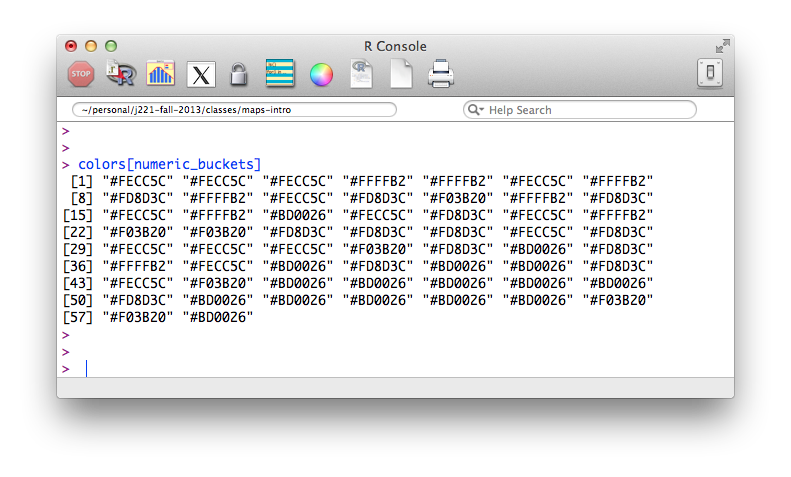 R Console
STOP
R
X
R
~/personal/j221-fall-2013/classes/maps-intro
Help Search
>
>
> colors[numeric_buckets]
[1] "#FECC5C" "#FECC5C" "#FECC5C" "#FFFFB2" "#FFFFB2" "#FECC5C" "#FFFFB2"
[8] "#FD8D3C" "#FFFFB2" "#FECC5C" "#FD8D3C" "#F03B20" "#FFFFB2" "#FD8D3C"
[15] "#FECC5C" "#FFFFB2" "#BD0026" "#FECC5C" "#FD8D3C" "#FECC5C" "#FFFFB2"
[22] "#F03B20" "#F03B20" "#FD8D3C" "#FD8D3C" "#FD8D3C" "#FECC5C" "#FD8D3C"
[29] "#FECC5C" "#FECC5C" "#FECC5C" "#F03B20" "#FD8D3C" "#BD0026" "#FD8D3C"
[36] "#FFFFB2" "#FECC5C" "#BD0026" "#FD8D3C" "#BD0026" "#BD0026" "#FD8D3C"
[43] "#FECC5C" "#F03B20" "#BD0026" "#BD0026" "#BD0026" "#BD0026" "#BD0026"
[50] "#FD8D3C" "#BD0026" "#BD0026" "#BD0026" "#BD0026" "#BD0026" "#F03B20"
[57] "#F03B20" "#BD0026"
>
>
>